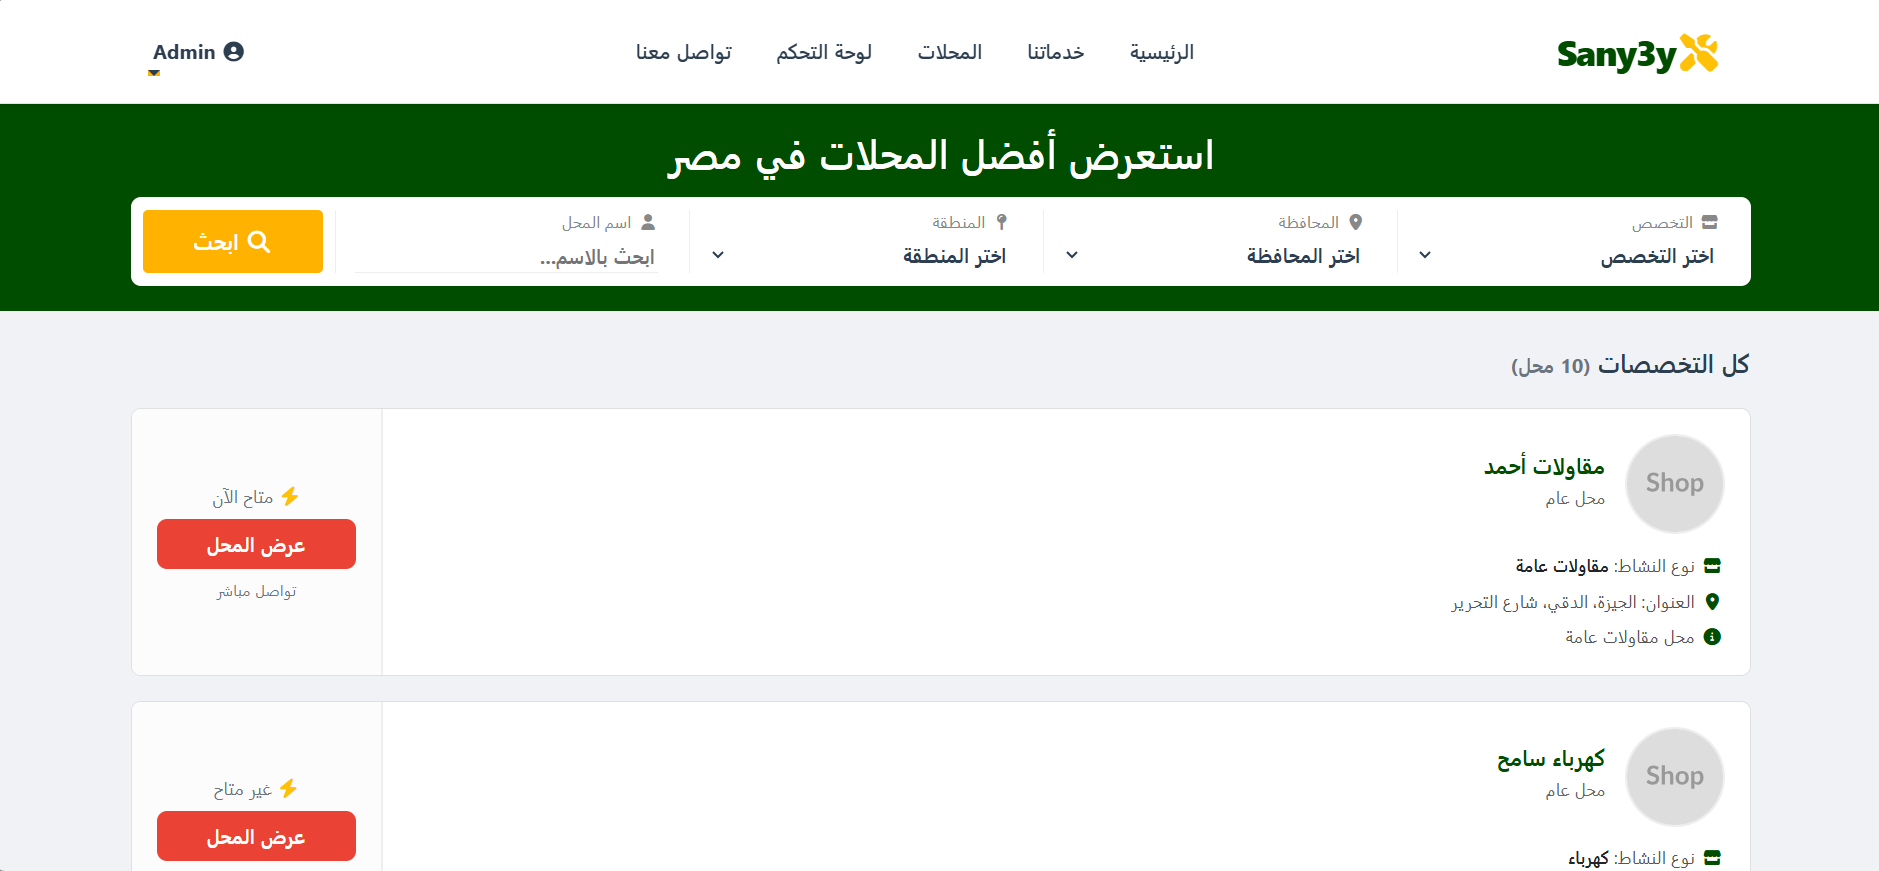 Sany3y
الرئيسية
خدماتنا
المحلات
لوحة التحكم
تواصل معنا
Admin
استعرض أفضل المحلات في مصر
التخصص
اختر التخصص
المحافظة
اختر المحافظة
المنطقة
اختر المنطقة
اسم المحل
ابحث بالاسم...
ابحث
كل التخصصات (10 محل)
Shop
مقاولات أحمد
محل عام
نوع النشاط: مقاولات عامة
العنوان: الجيزة، الدقي، شارع التحرير
محل مقاولات عامة
متاح الآن
عرض المحل
تواصل مباشر
Shop
كهرباء سامح
محل عام
نوع النشاط: كهرباء
غير متاح
عرض المحل